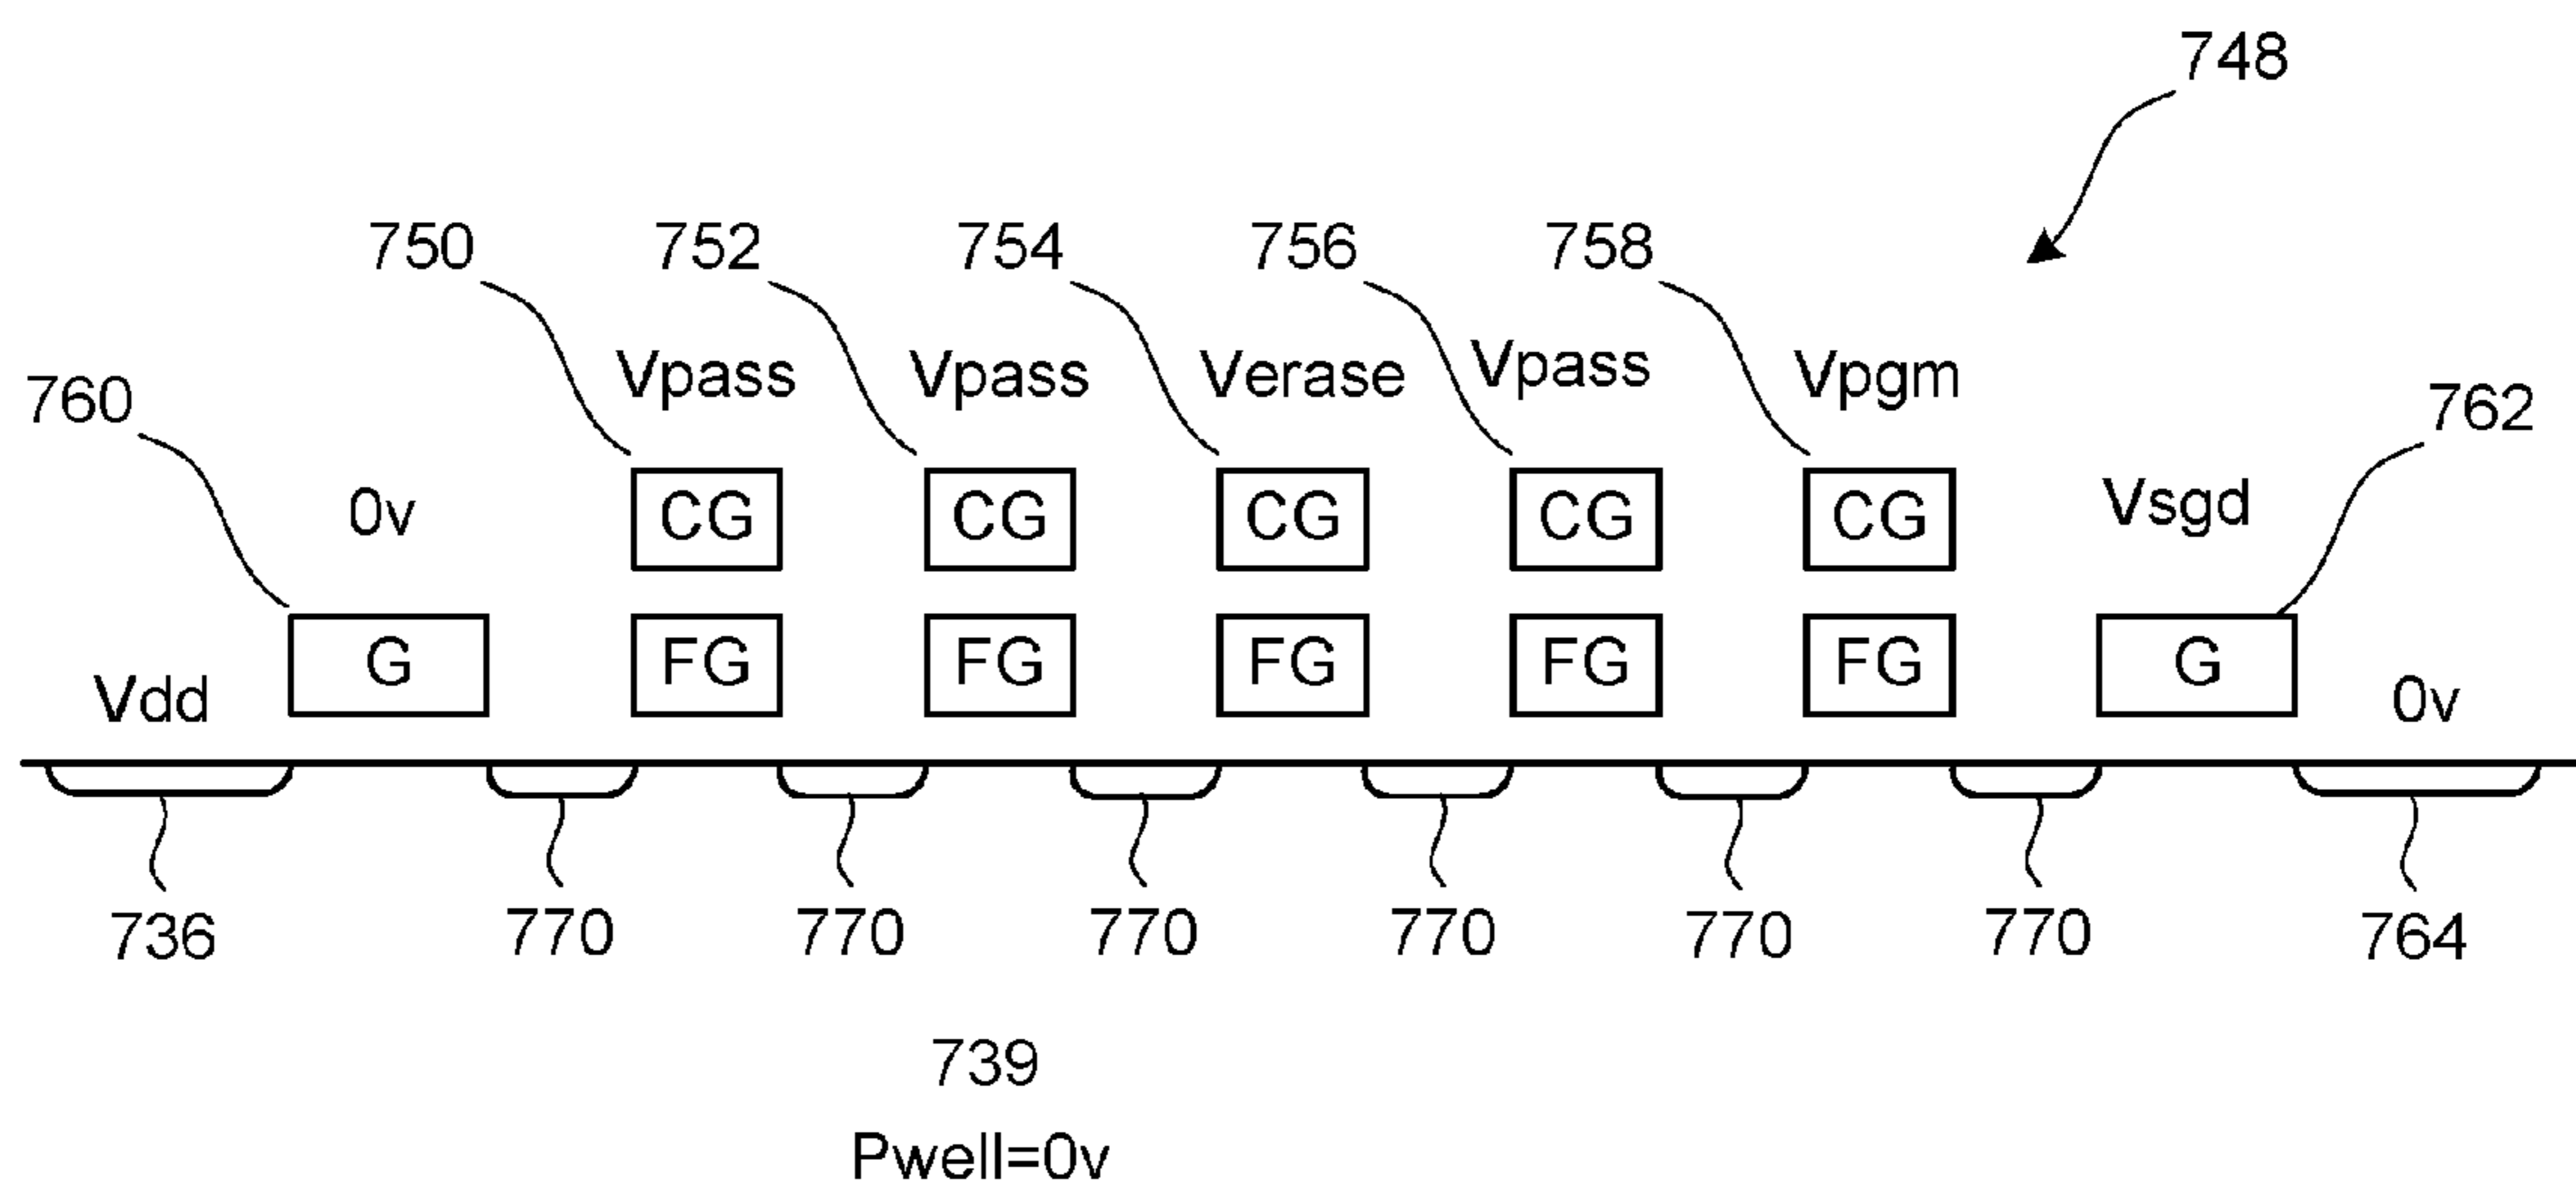 748
750 752 754 756 758
Vpass Vpass Verase Vpass Vpgm
760 762
0v CG CG CG CG CG Vsgd
G FG FG FG FG FG G
Vdd 0v
736 770 770 770 770 770 770 764
739
Pwell=0v